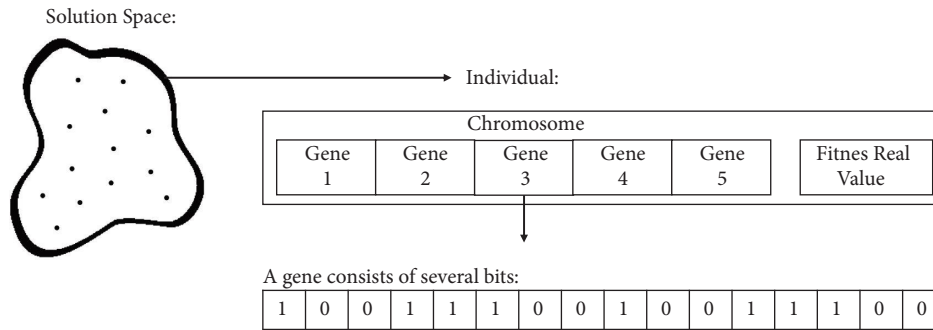 Solution Space:
Individual:
Chromosome
Gene 1
Gene 2
Gene 3
Gene 4
Gene 5
Fitnes Real
Value
A gene consists of several bits:
1 0 0 1 1 1 0 0 1 0 0 1 1 1 0 0